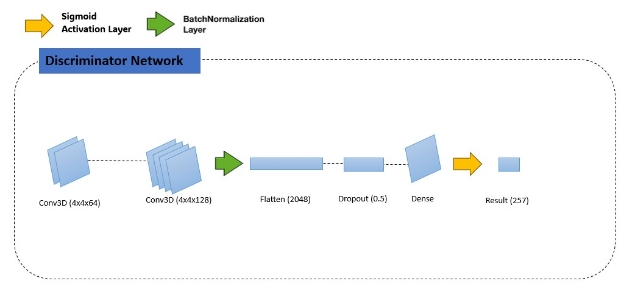 Sigmoid
Activation Layer
BatchNormalization
Layer
Discriminator Network
Conv3D (4x4x64)
Conv3D (4x4x128)
Flatten (2048)
Dropout (0.5)
Dense
Result (257)